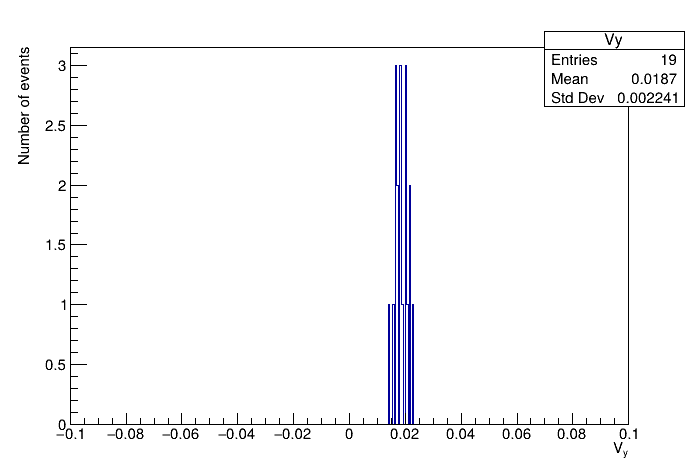 Vy
Entries 19
Mean 0.0187
Std Dev 0.002241
Number of events
3
2.5
2
1.5
1
0.5
0
−0.1 −0.08 −0.06 −0.04 −0.02 0 0.02 0.04 0.06 0.08 0.1
Vy